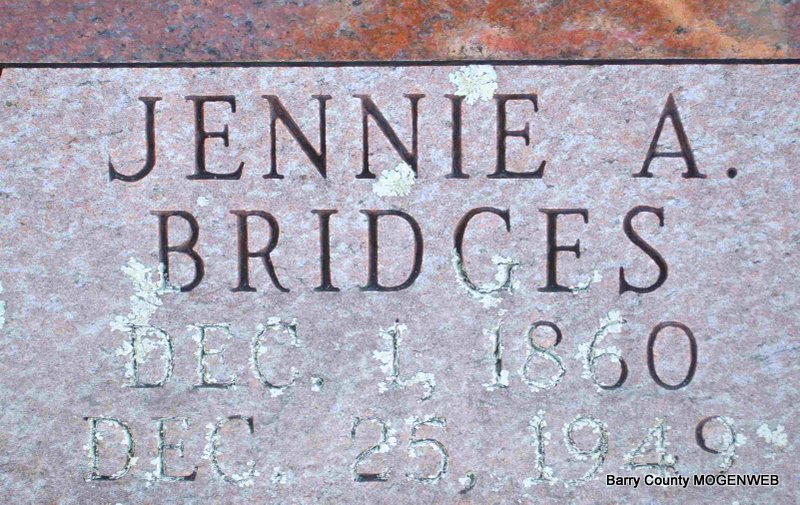 JENNIE A.
BRIDGES
DEC. 1, 1860
DEC. 25, 1949
Barry County MOGENWEB